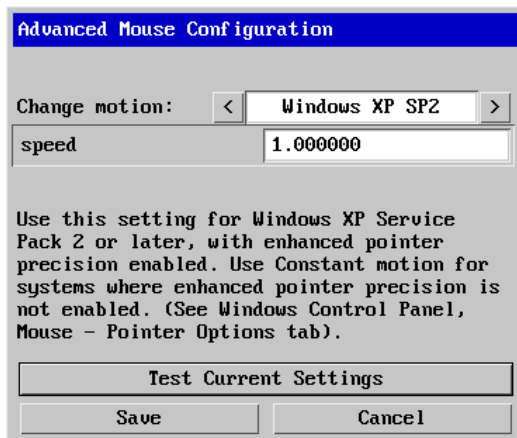 Advanced Mouse Configuration
Change motion: < Windows XP SP2 >
speed 1.000000
Use this setting for Windows XP Service
Pack 2 or later, with enhanced pointer
precision enabled. Use Constant motion for
systems where enhanced pointer precision is
not enabled. (See Windows Control Panel,
Mouse - Pointer Options tab).
Test Current Settings
Save Cancel